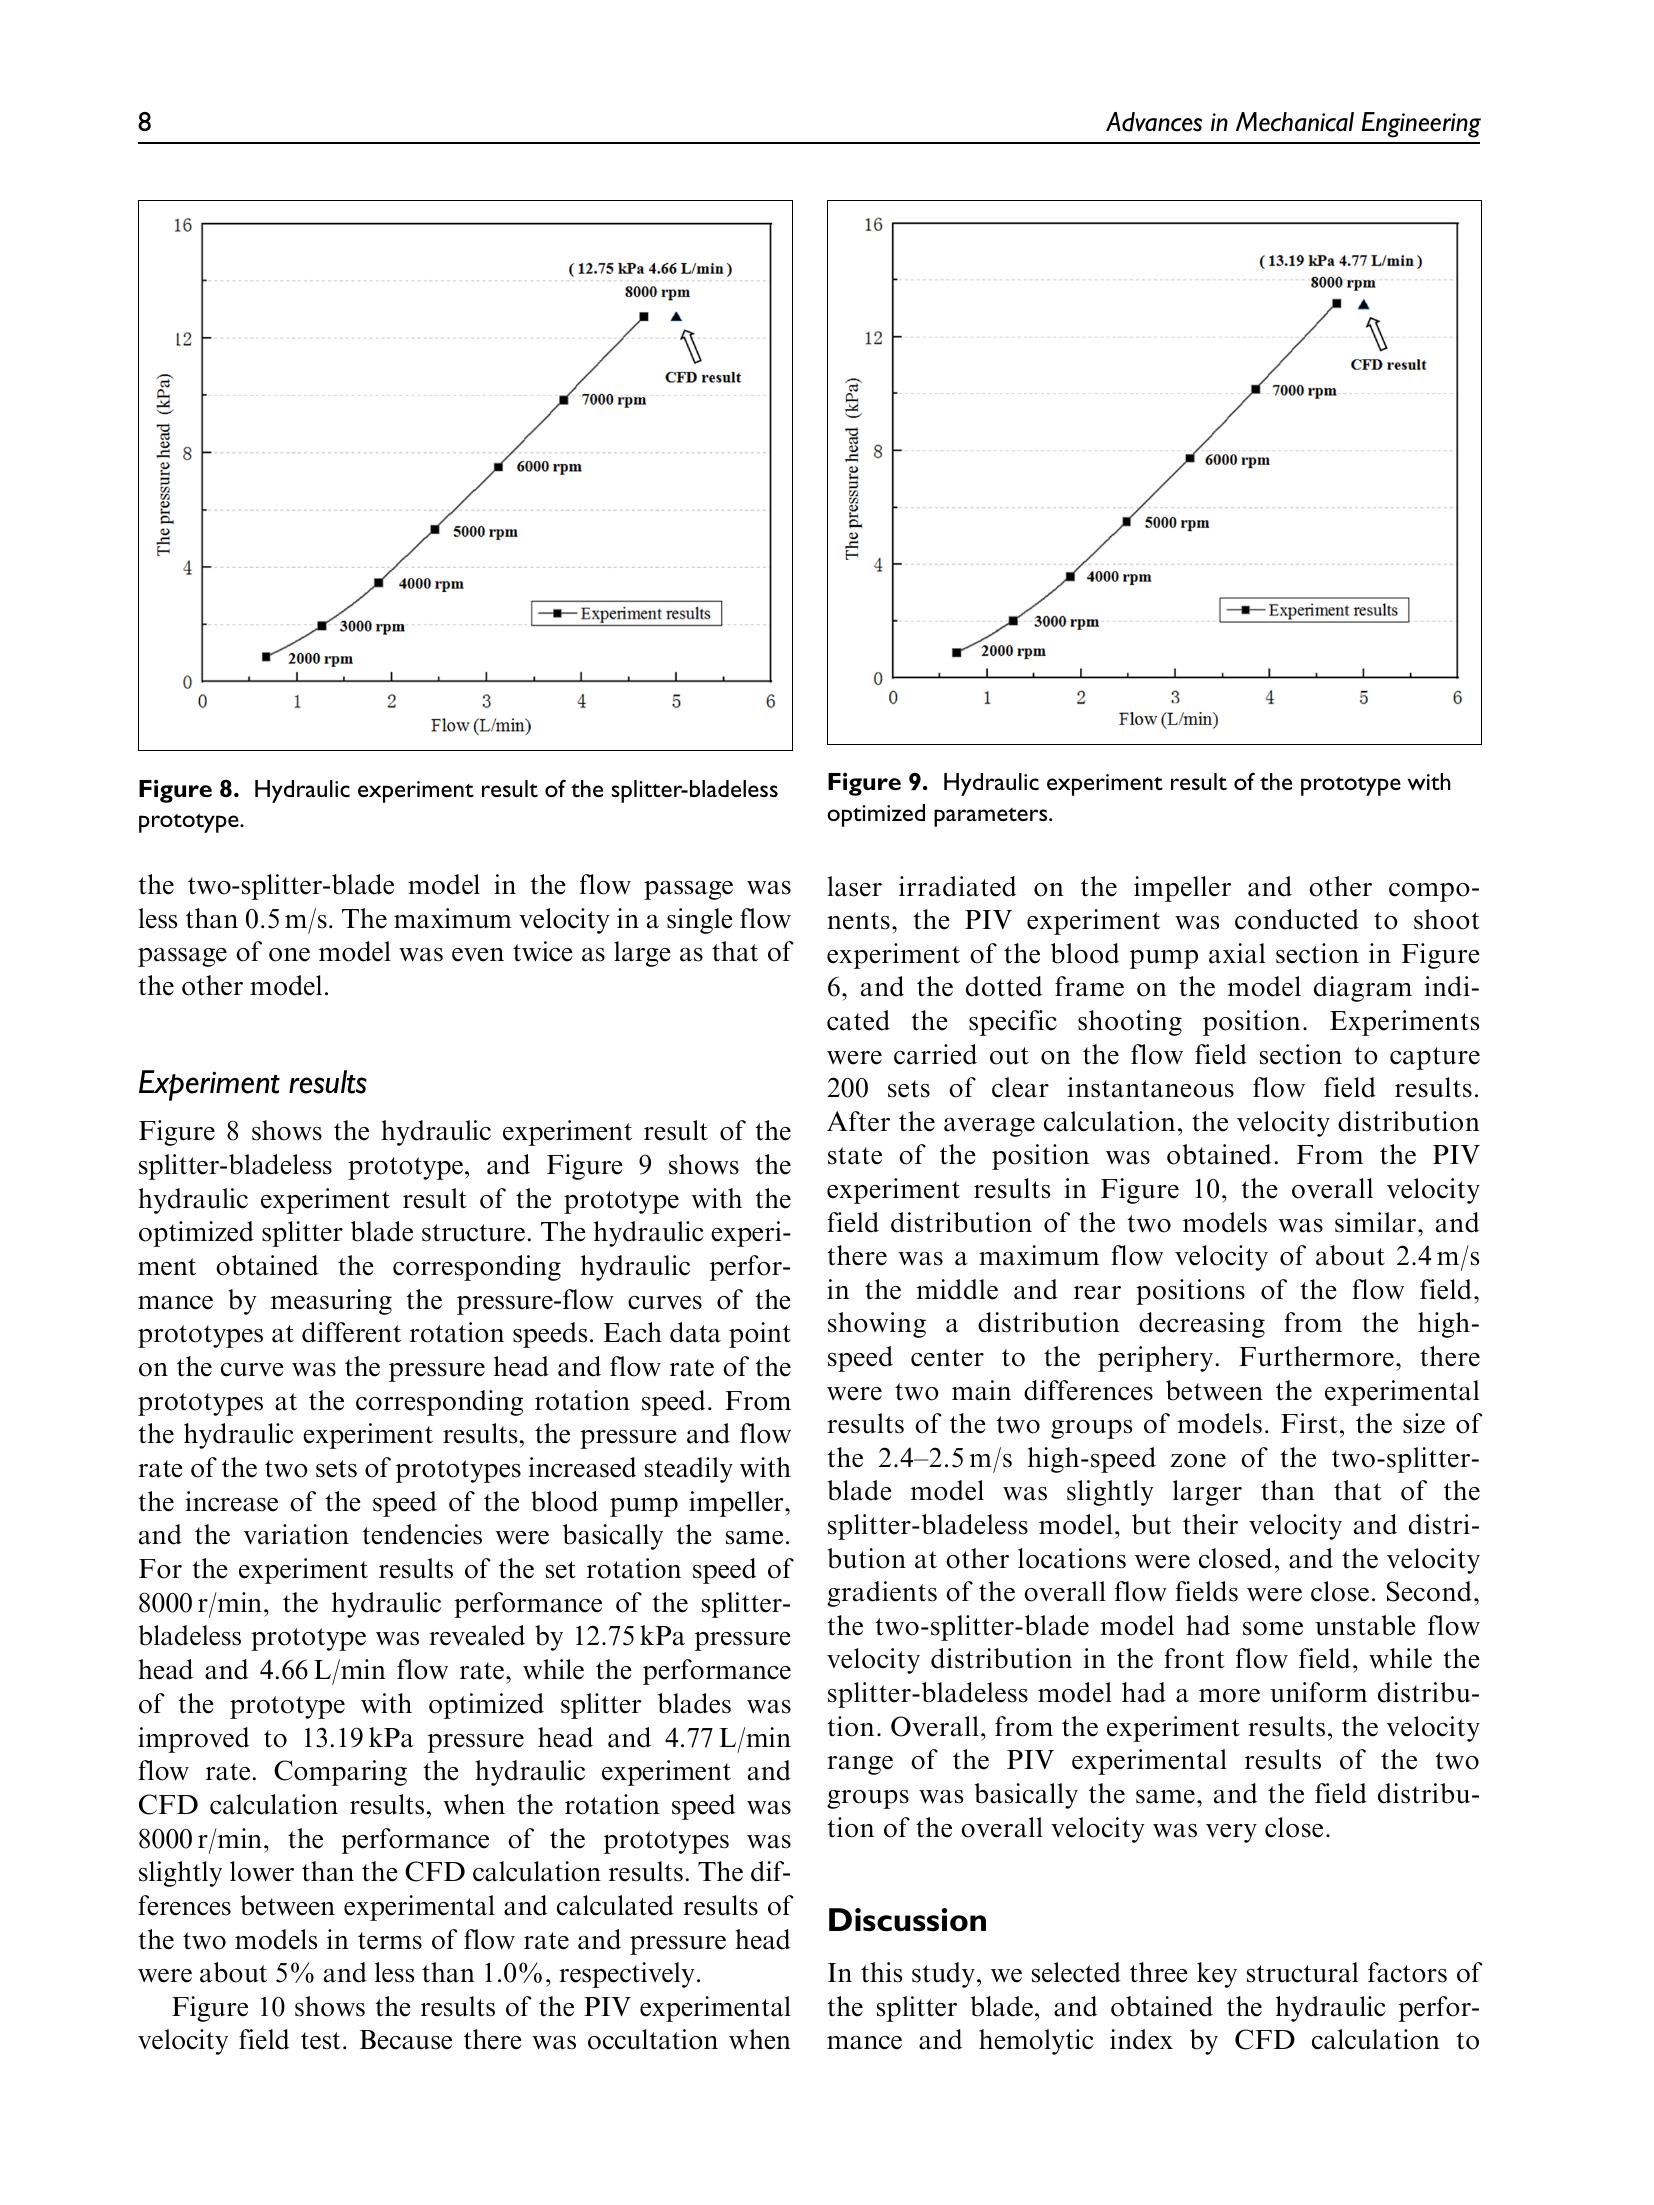 8
Advances in Mechanical Engineering
16
( 12.75 kPa 4.66 L/min )
8000 rpm
12
CFD result
7000 rpm
8
6000 rpm
5000 rpm
4
4000 rpm
Experiment results
3000 rpm
2000 rpm
0
The pressure head (kPa)
0 1 2 3 4 5 6
Flow (L/min)
Figure 8. Hydraulic experiment result of the splitter-bladeless
prototype.
the two-splitter-blade model in the flow passage was
less than 0.5 m/s. The maximum velocity in a single flow
passage of one model was even twice as large as that of
the other model.
Experiment results
Figure 8 shows the hydraulic experiment result of the
splitter-bladeless prototype, and Figure 9 shows the
hydraulic experiment result of the prototype with the
optimized splitter blade structure. The hydraulic experi-
ment obtained the corresponding hydraulic perfor-
mance by measuring the pressure-flow curves of the
prototypes at different rotation speeds. Each data point
on the curve was the pressure head and flow rate of the
prototypes at the corresponding rotation speed. From
the hydraulic experiment results, the pressure and flow
rate of the two sets of prototypes increased steadily with
the increase of the speed of the blood pump impeller,
and the variation tendencies were basically the same.
For the experiment results of the set rotation speed of
8000 r/min, the hydraulic performance of the splitter-
bladeless prototype was revealed by 12.75 kPa pressure
head and 4.66 L/min flow rate, while the performance
of the prototype with optimized splitter blades was
improved to 13.19 kPa pressure head and 4.77 L/min
flow rate. Comparing the hydraulic experiment and
CFD calculation results, when the rotation speed was
8000 r/min, the performance of the prototypes was
slightly lower than the CFD calculation results. The dif-
ferences between experimental and calculated results of
the two models in terms of flow rate and pressure head
were about 5% and less than 1.0%, respectively.
Figure 10 shows the results of the PIV experimental
velocity field test. Because there was occultation when
16
( 13.19 kPa 4.77 L/min )
8000 rpm
12
CFD result
7000 rpm
8
6000 rpm
5000 rpm
4
4000 rpm
Experiment results
3000 rpm
2000 rpm
0
The pressure head (kPa)
0 1 2 3 4 5 6
Flow (L/min)
Figure 9. Hydraulic experiment result of the prototype with
optimized parameters.
laser irradiated on the impeller and other compo-
nents, the PIV experiment was conducted to shoot
experiment of the blood pump axial section in Figure
6, and the dotted frame on the model diagram indi-
cated the specific shooting position. Experiments
were carried out on the flow field section to capture
200 sets of clear instantaneous flow field results.
After the average calculation, the velocity distribution
state of the position was obtained. From the PIV
experiment results in Figure 10, the overall velocity
field distribution of the two models was similar, and
there was a maximum flow velocity of about 2.4 m/s
in the middle and rear positions of the flow field,
showing a distribution decreasing from the high-
speed center to the periphery. Furthermore, there
were two main differences between the experimental
results of the two groups of models. First, the size of
the 2.4–2.5 m/s high-speed zone of the two-splitter-
blade model was slightly larger than that of the
splitter-bladeless model, but their velocity and distri-
bution at other locations were closed, and the velocity
gradients of the overall flow fields were close. Second,
the two-splitter-blade model had some unstable flow
velocity distribution in the front flow field, while the
splitter-bladeless model had a more uniform distribu-
tion. Overall, from the experiment results, the velocity
range of the PIV experimental results of the two
groups was basically the same, and the field distribu-
tion of the overall velocity was very close.
Discussion
In this study, we selected three key structural factors of
the splitter blade, and obtained the hydraulic perfor-
mance and hemolytic index by CFD calculation to